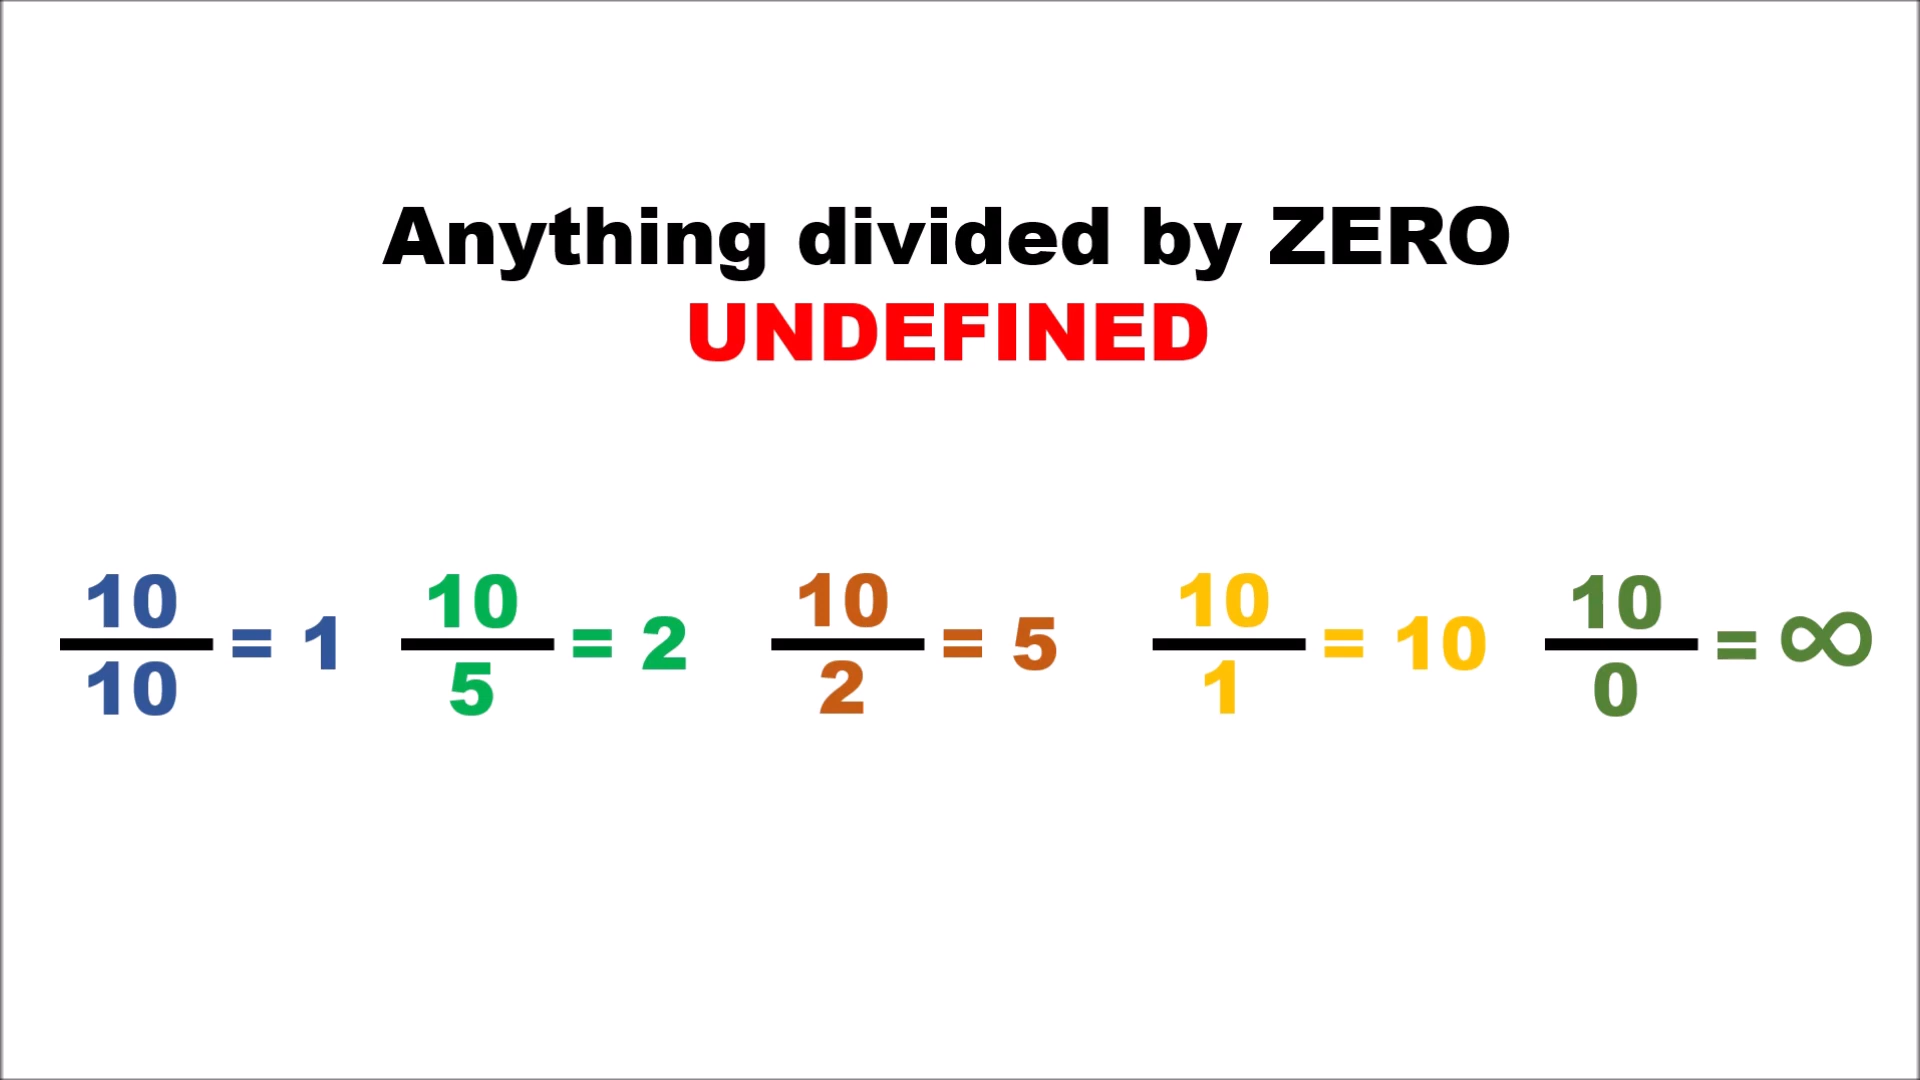 Anything divided by ZERO
UNDEFINED
10/10 = 1 10/5 = 2 10/2 = 5 10/1 = 10 10/0 = ∞